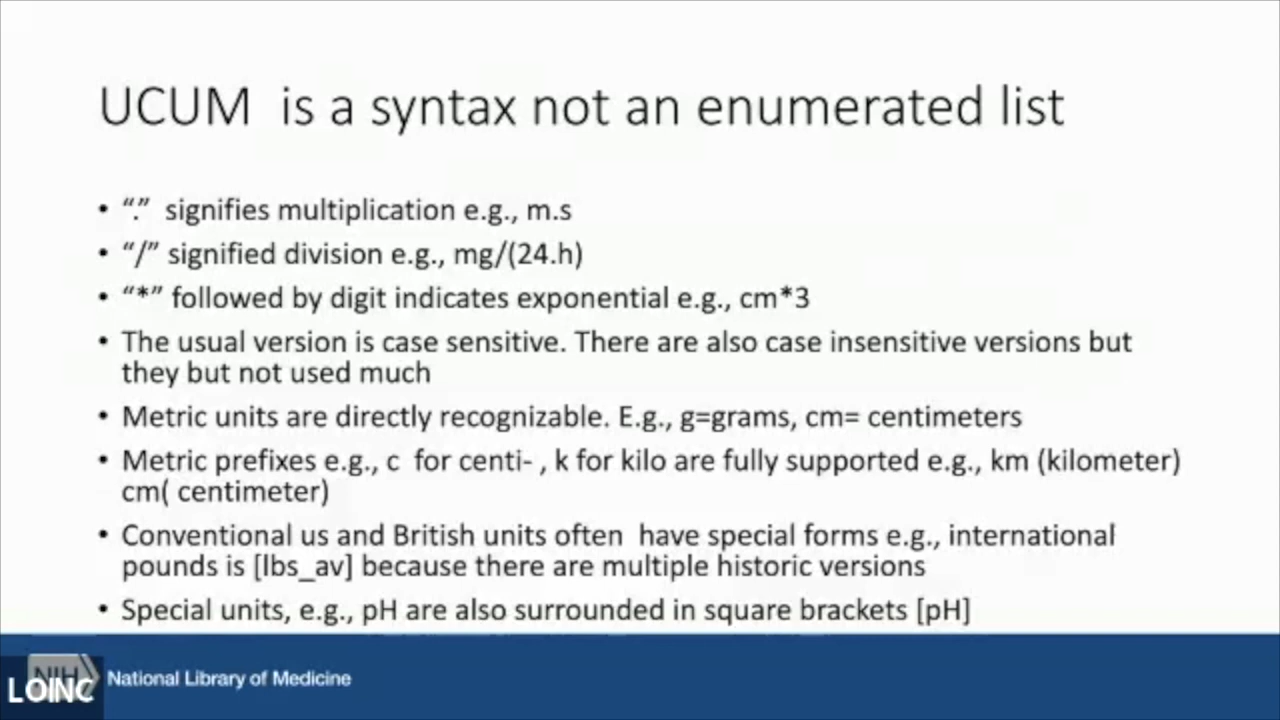 UCUM  is a syntax not an enumerated list
• “.”  signifies multiplication e.g., m.s
• “/” signified division e.g., mg/(24.h)
• “*” followed by digit indicates exponential e.g., cm*3
• The usual version is case sensitive. There are also case insensitive versions but
they but not used much
• Metric units are directly recognizable. E.g., g=grams, cm= centimeters
• Metric prefixes e.g., c  for centi- , k for kilo are fully supported e.g., km (kilometer)
cm( centimeter)
• Conventional us and British units often  have special forms e.g., international
pounds is [lbs_av] because there are multiple historic versions
• Special units, e.g., pH are also surrounded in square brackets [pH]
NIH
LOINC
National Library of Medicine